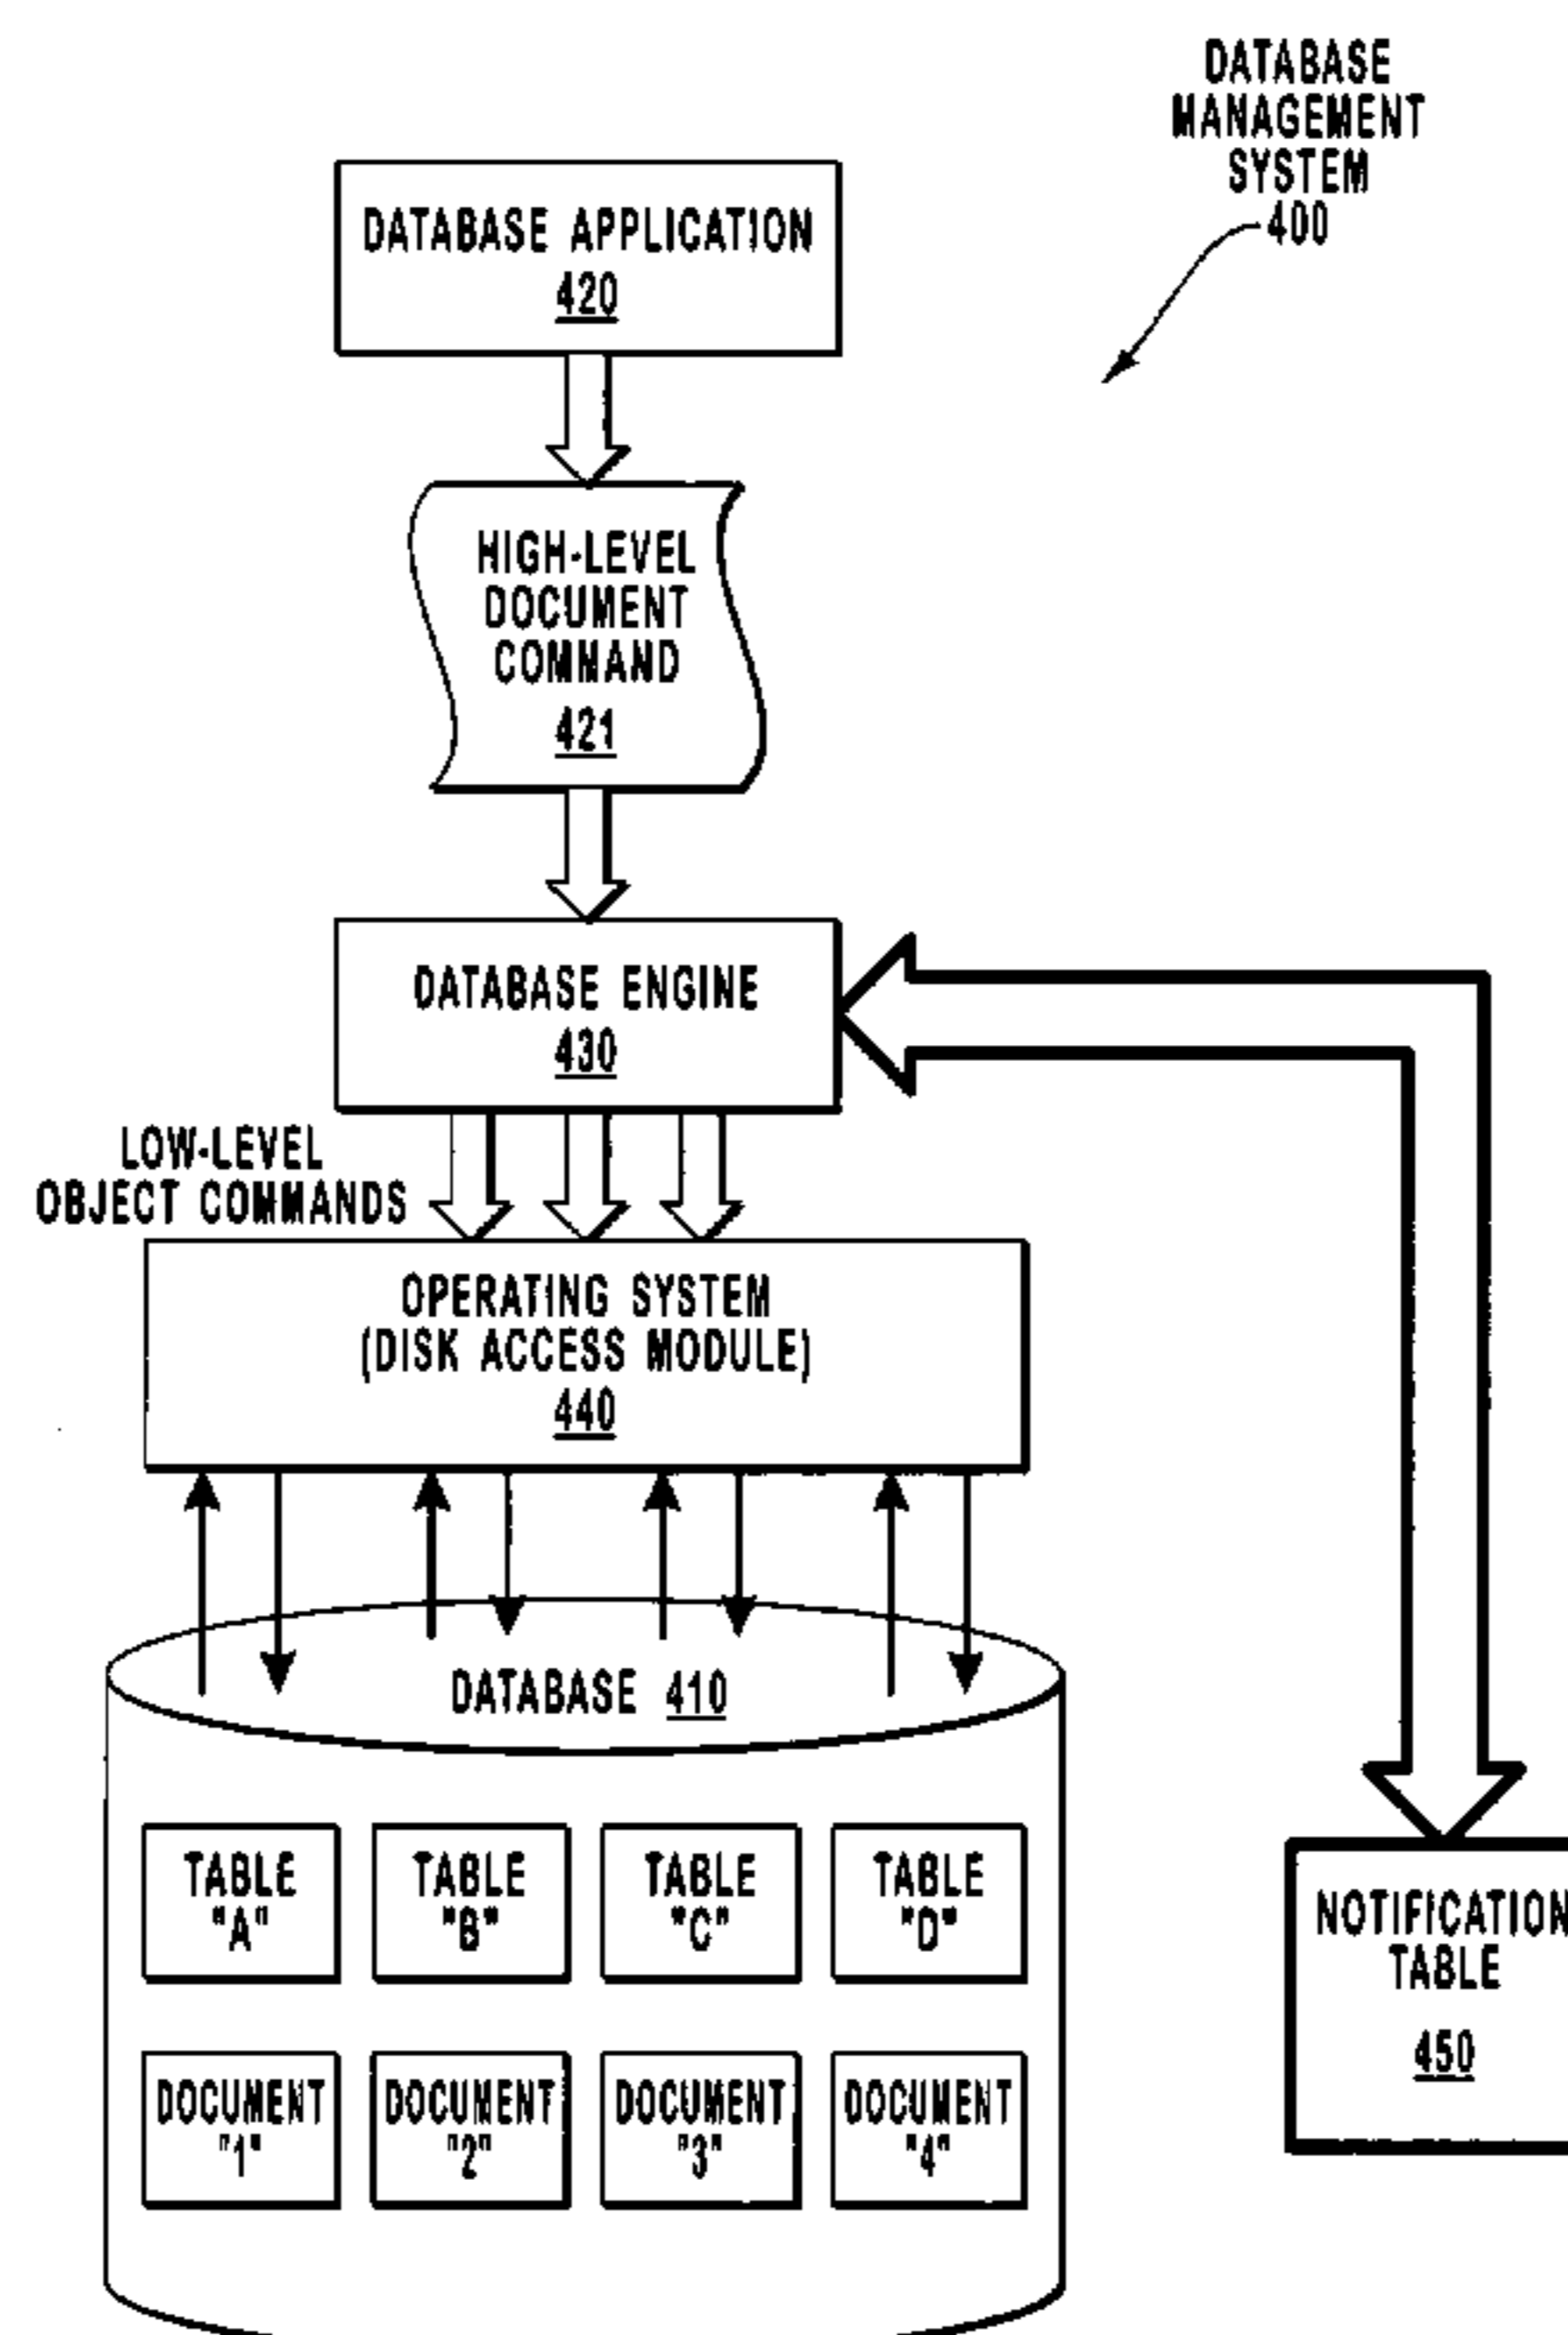 DATABASE
MANAGEMENT
SYSTEM
400
DATABASE APPLICATION
420
HIGH-LEVEL
DOCUMENT
COMMAND
421
DATABASE ENGINE
430
LOW-LEVEL
OBJECT COMMANDS
OPERATING SYSTEM
(DISK ACCESS MODULE)
440
DATABASE 410
TABLE
"A"
TABLE
"B"
TABLE
"C"
TABLE
"D"
DOCUMENT
"1"
DOCUMENT
"2"
DOCUMENT
"3"
DOCUMENT
"4"
NOTIFICATION
TABLE
450